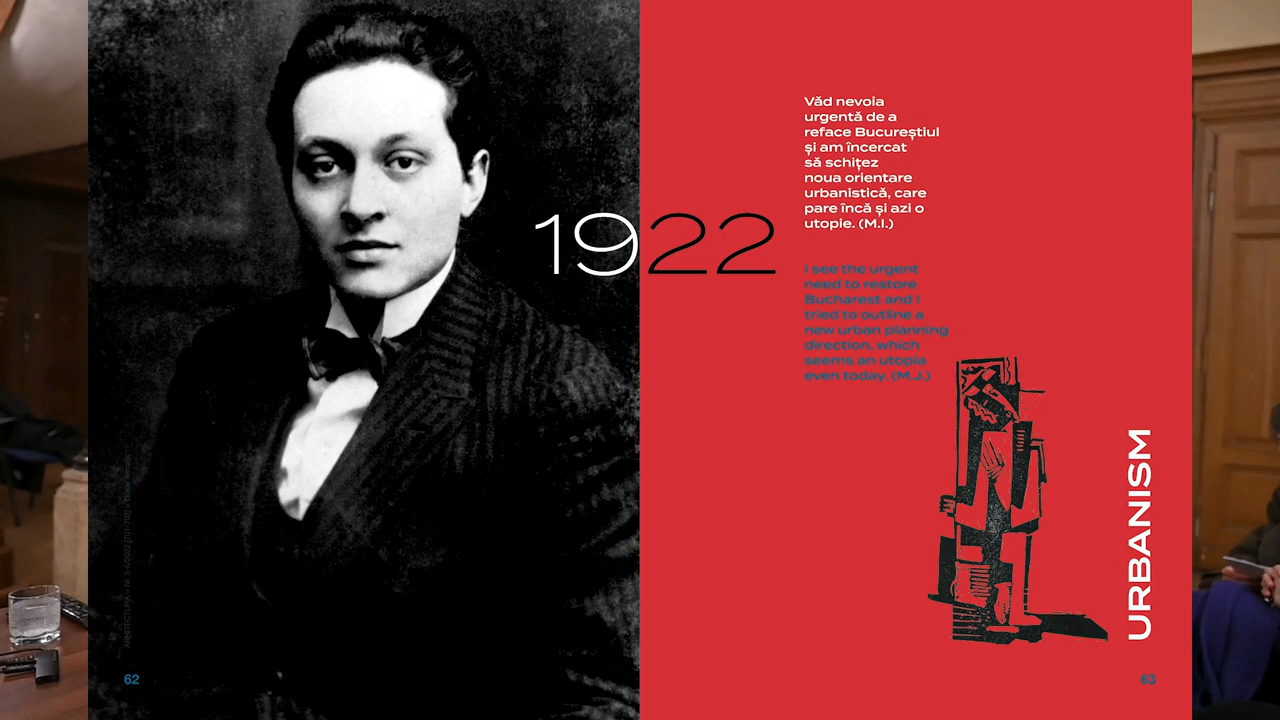 1922
Văd nevoia
urgentă de a
reface Bucureștiul
și am încercat
să schițez
noua orientare
urbanistică, care
pare încă și azi o
utopie. (M.I.)
I see the urgent
need to restore
Bucharest and I
tried to outline a
new urban planning
direction, which
seems an utopia
even today. (M.J.)
URBANISM
62
63